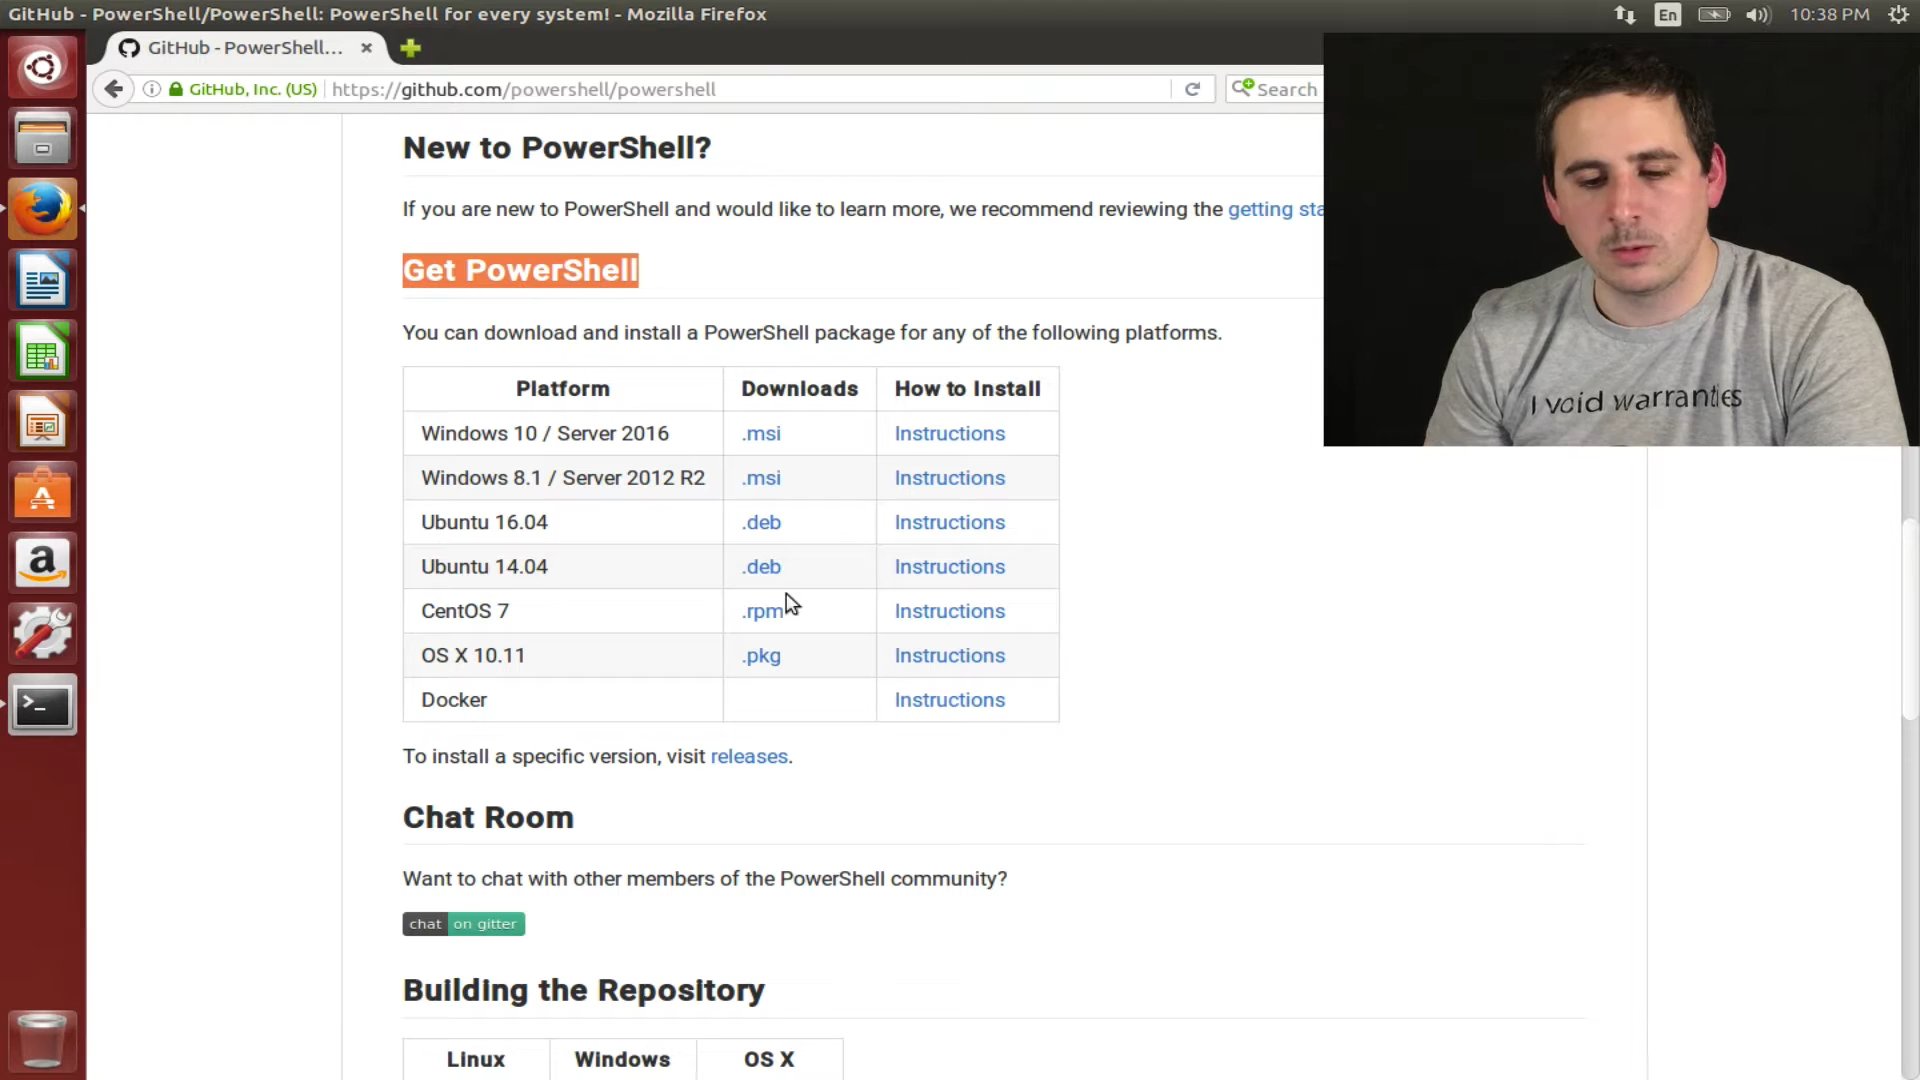 GitHub - PowerShell/PowerShell: PowerShell for every system! - Mozilla Firefox
En
10:38 PM
GitHub - PowerShell...
GitHub, Inc. (US)
https://github.com/powershell/powershell
Search
New to PowerShell?
If you are new to PowerShell and would like to learn more, we recommend reviewing the getting sta
Get PowerShell
You can download and install a PowerShell package for any of the following platforms.
Platform Downloads How to Install
Windows 10 / Server 2016 .msi Instructions
Windows 8.1 / Server 2012 R2 .msi Instructions
Ubuntu 16.04 .deb Instructions
Ubuntu 14.04 .deb Instructions
CentOS 7 .rpm Instructions
OS X 10.11 .pkg Instructions
Docker Instructions
To install a specific version, visit releases.
Chat Room
Want to chat with other members of the PowerShell community?
chat on gitter
Building the Repository
Linux Windows OS X
I void warranties